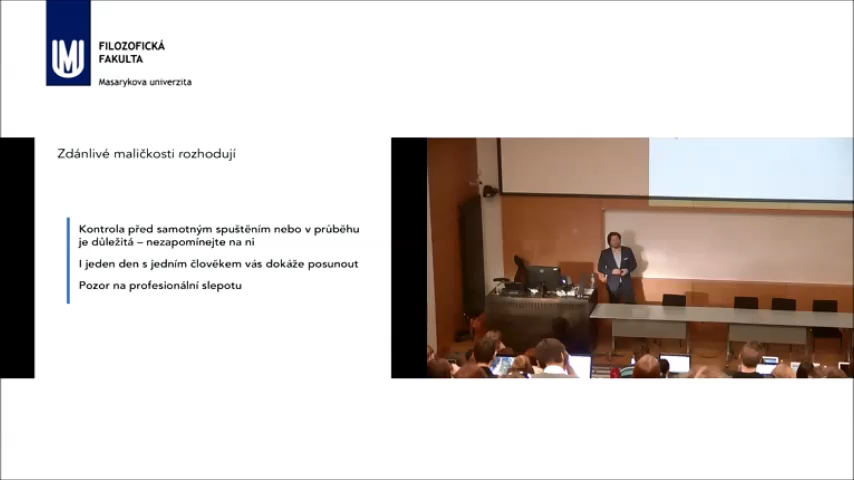 MU
FILOZOFICKÁ
FAKULTA
Masarykova univerzita
Zdánlivé maličkosti rozhodují
Kontrola před samotným spuštěním nebo v průběhu
je důležitá – nezapomínejte na ni
I jeden den s jedním člověkem vás dokáže posunout
Pozor na profesionální slepotu